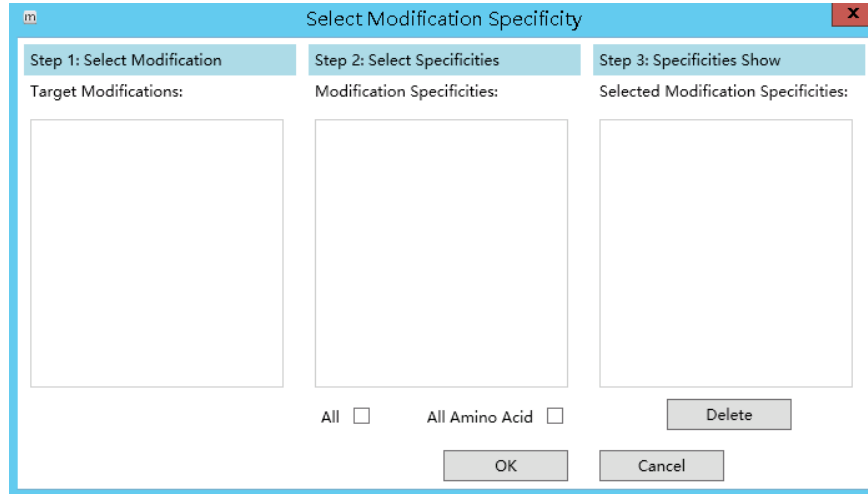 m
Select Modification Specificity
x
Step 1: Select Modification
Step 2: Select Specificities
Step 3: Specificities Show
Target Modifications:
Modification Specificities:
Selected Modification Specificities:
All
All Amino Acid
Delete
OK
Cancel